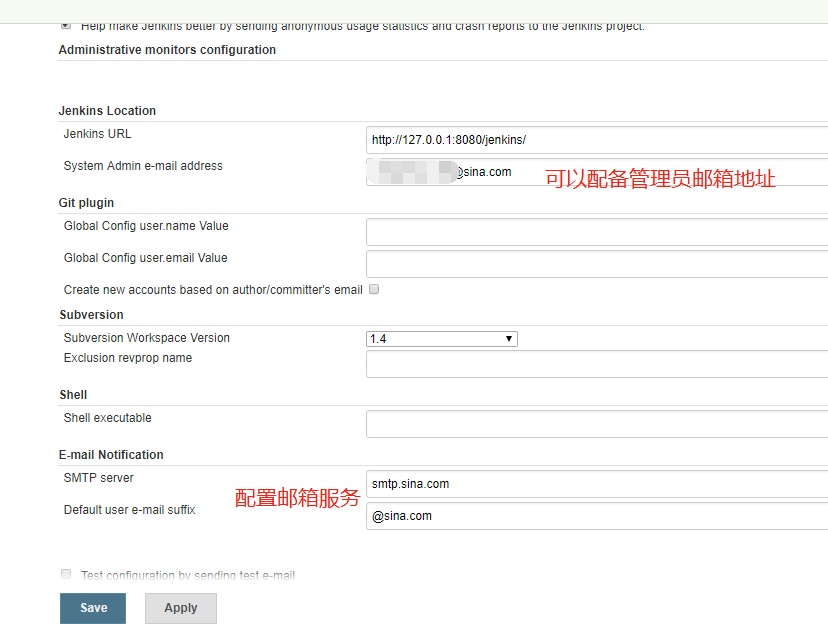 Help make Jenkins better by sending anonymous usage statistics and crash reports to the Jenkins project.
Administrative monitors configuration
Jenkins Location
Jenkins URL
http://127.0.0.1:8080/jenkins/
System Admin e-mail address
@sina.com
可以配备管理员邮箱地址
Git plugin
Global Config user.name Value
Global Config user.email Value
Create new accounts based on author/committer's email
Subversion
Subversion Workspace Version
1.4
Exclusion revprop name
Shell
Shell executable
E-mail Notification
SMTP server
smtp.sina.com
配置邮箱服务
Default user e-mail suffix
@sina.com
Test configuration by sending test e-mail
Save
Apply